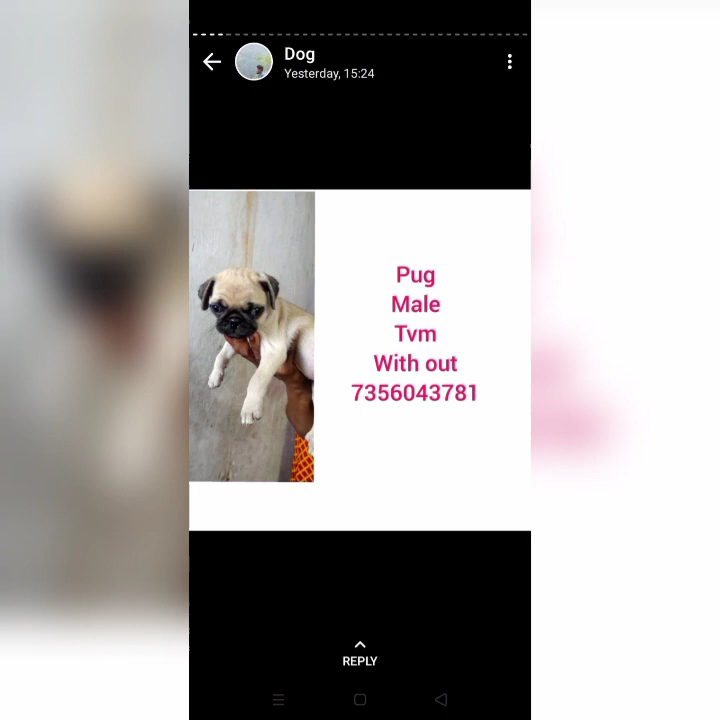 Dog
Yesterday, 15:24
Pug
Male
Tvm
With out
7356043781
REPLY